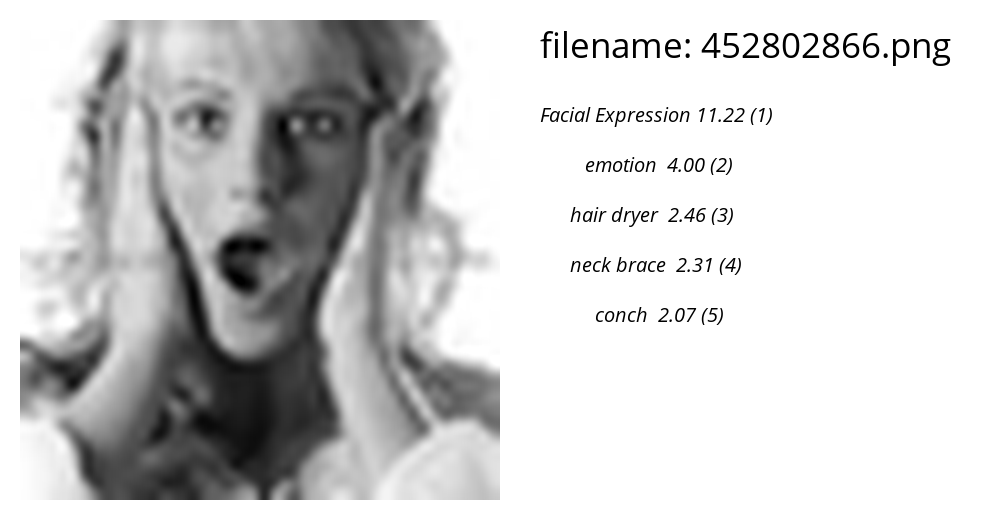 filename: 452802866.png
Facial Expression 11.22 (1)
emotion 4.00 (2)
hair dryer 2.46 (3)
neck brace 2.31 (4)
conch 2.07 (5)